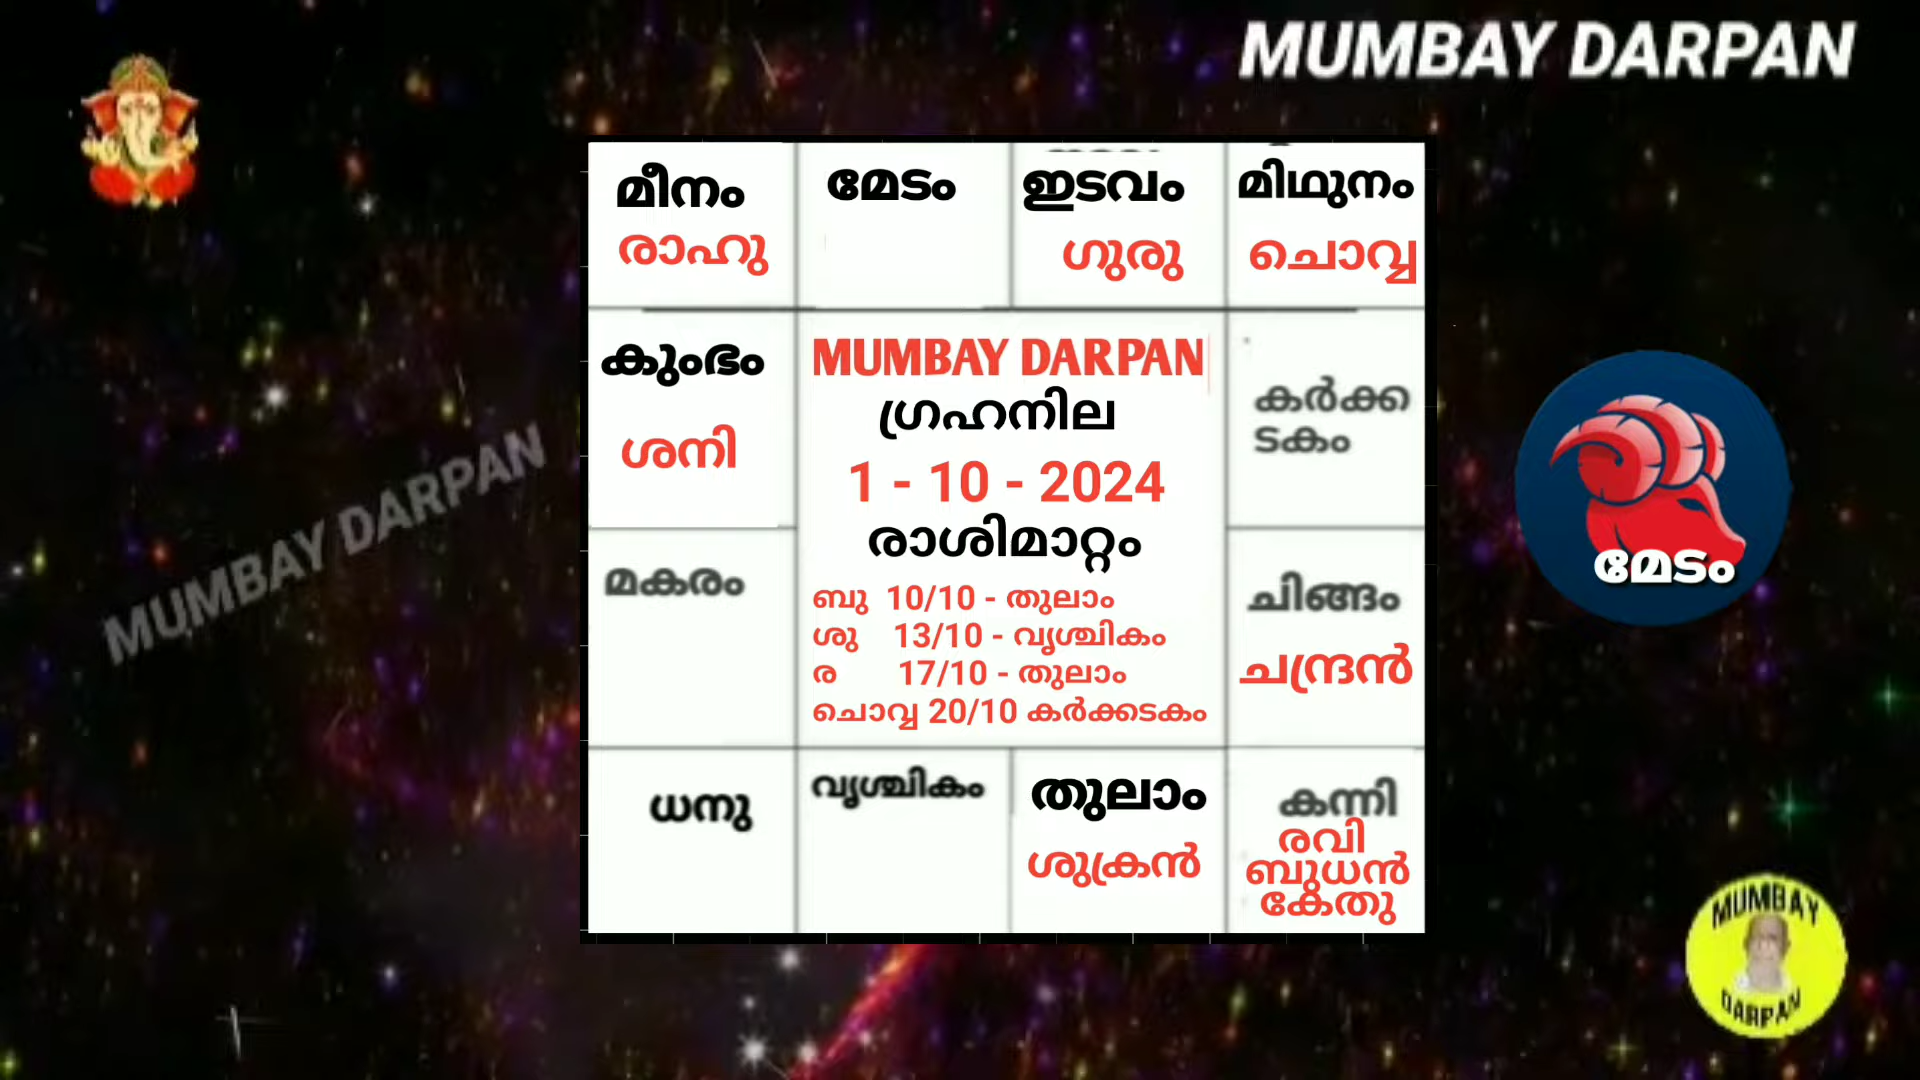 MUMBAY DARPAN
മീനം
രാഹു
മേടം
ഇടവം
ഗുരു
മിഥുനം
ചൊവ്വ
കുംഭം
ശനി
MUMBAY DARPAN
ഗ്രഹനില
1 - 10 - 2024
രാശിമാറ്റം
ബു 10/10 - തുലാം
ശു 13/10 - വൃശ്ചികം
ര 17/10 - തുലാം
ചൊവ്വ 20/10 കർക്കടകം
കർക്ക
ടകം
മേടം
MUMBAY DARPAN
മകരം
ചിങ്ങം
ചന്ദ്രൻ
ധനു
വൃശ്ചികം
തുലാം
ശുക്രൻ
കന്നി
രവി
ബുധൻ
കേതു
MUMBAY
DARPAN